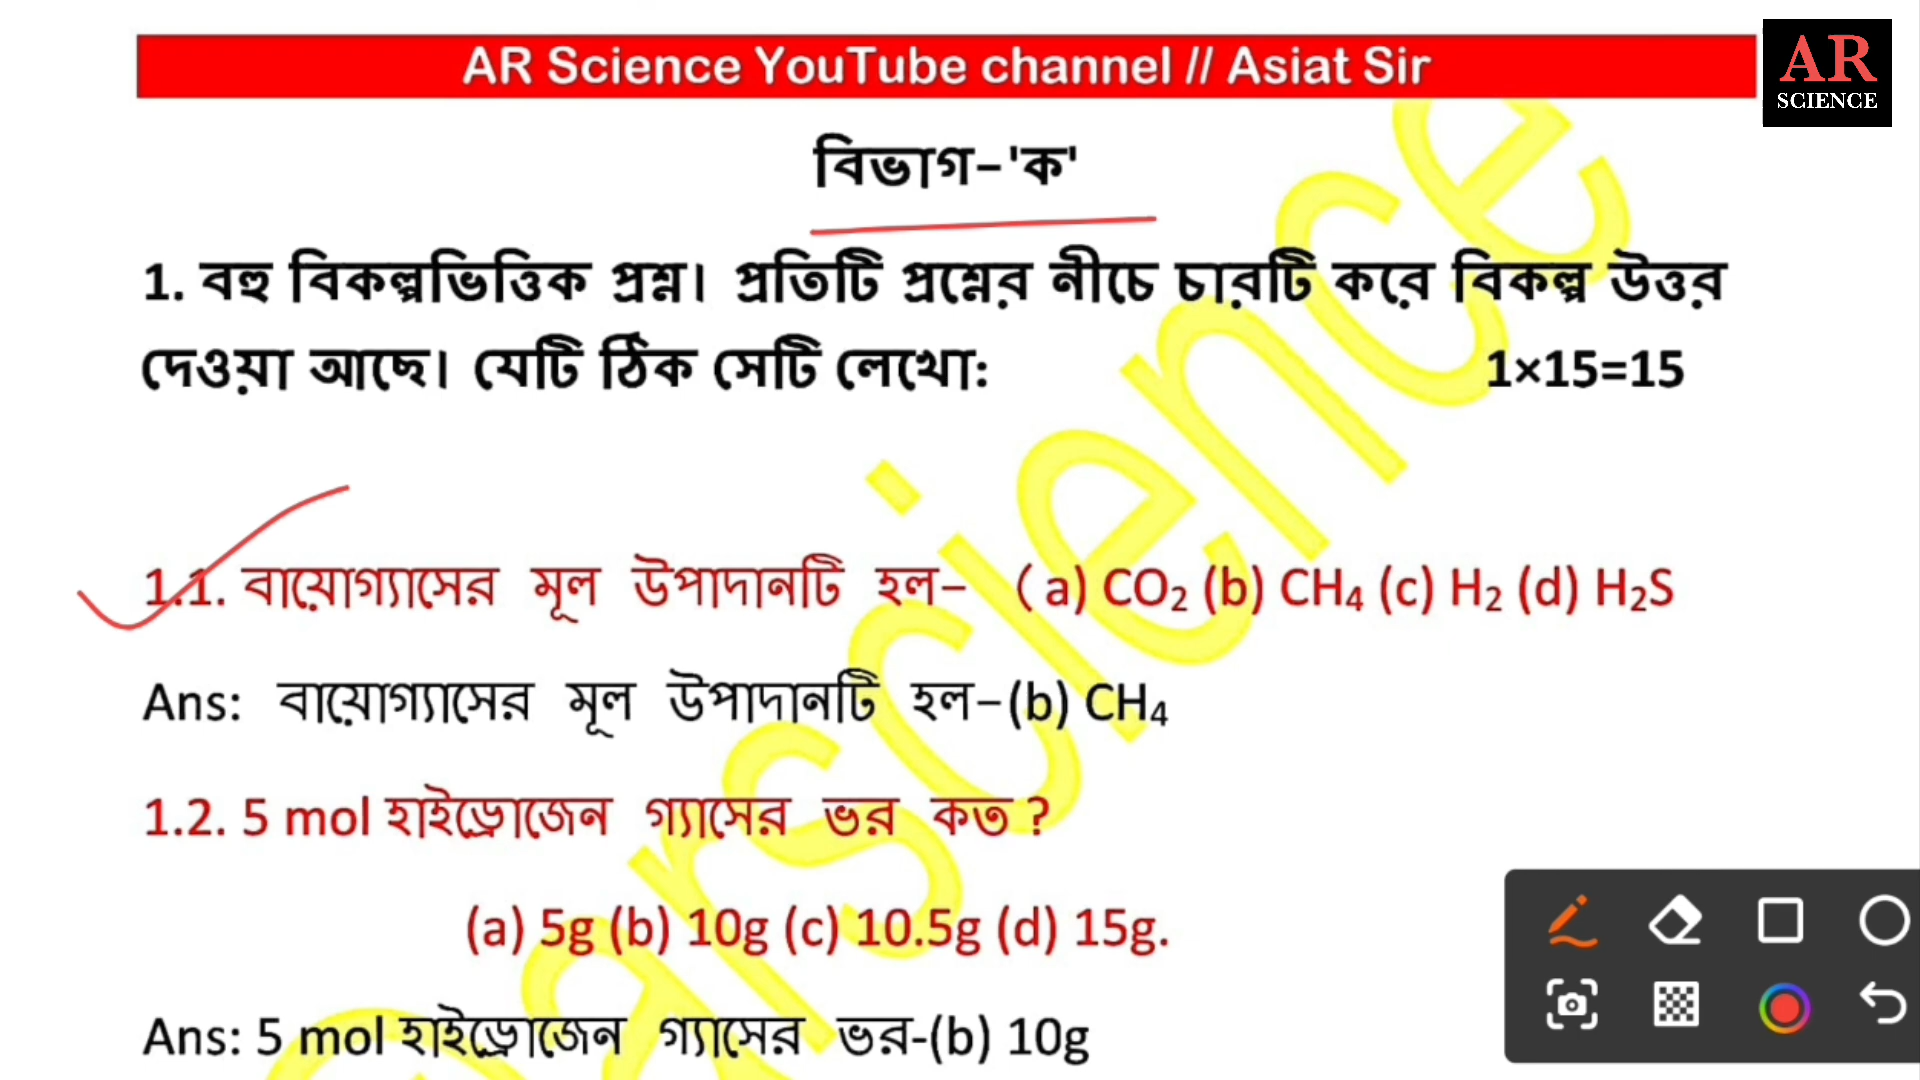 AR Science YouTube channel // Asiat Sir
AR
SCIENCE
বিভাগ–'ক'
1. বহু বিকল্পভিত্তিক প্রশ্ন। প্রতিটি প্রশ্নের নীচে চারটি করে বিকল্প উত্তর
দেওয়া আছে। যেটি ঠিক সেটি লেখো: 1×15=15
1.1. বায়োগ্যাসের মূল উপাদানটি হল– (a) CO₂ (b) CH₄ (c) H₂ (d) H₂S
Ans: বায়োগ্যাসের মূল উপাদানটি হল–(b) CH₄
1.2. 5 mol হাইড্রোজেন গ্যাসের ভর কত ?
(a) 5g (b) 10g (c) 10.5g (d) 15g.
Ans: 5 mol হাইড্রোজেন গ্যাসের ভর-(b) 10g
arscience